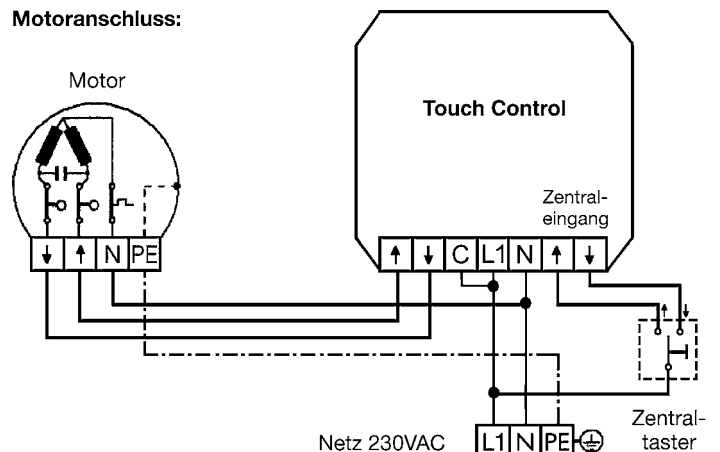 Motoranschluss:
Motor
Touch Control
Zentral-
eingang
↓ ↑ N PE
↑ ↓ C L1 N ↑ ↓
↑ ↓
Zentral-
taster
Netz 230VAC L1 N PE